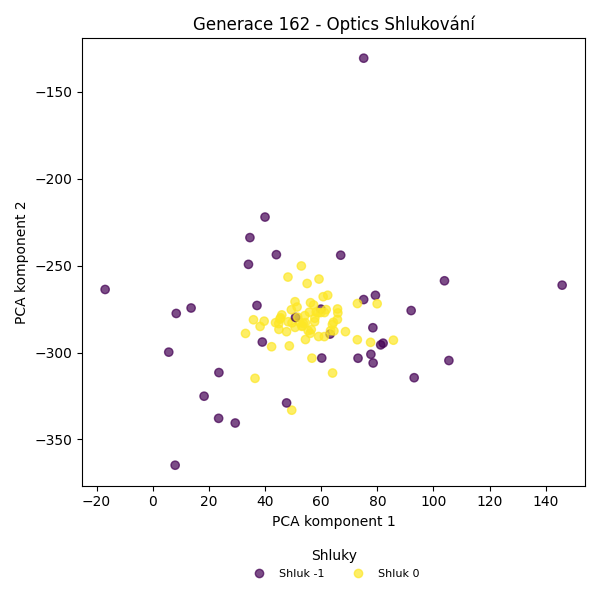 Generace 162 - Optics Shlukování
PCA komponent 2
−150
−200
−250
−300
−350
−20
0
20
40
60
80
100
120
140
PCA komponent 1
Shluky
Shluk -1
Shluk 0